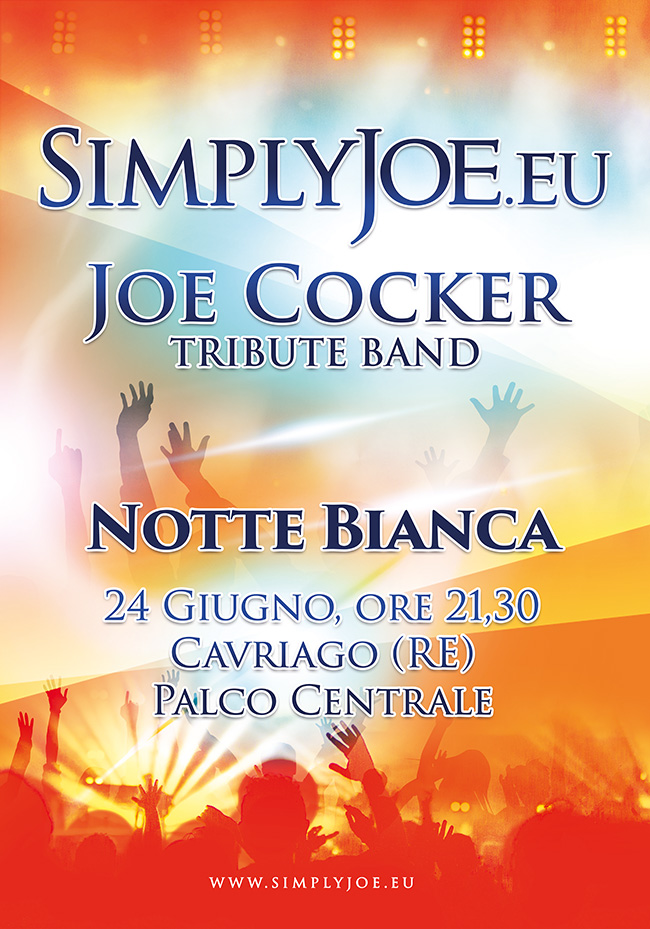 SimplyJoe.eu
Joe Cocker
TRIBUTE BAND
Notte Bianca
24 Giugno, ore 21,30
Cavriago (RE)
Palco Centrale
WWW.SIMPLYJOE.EU